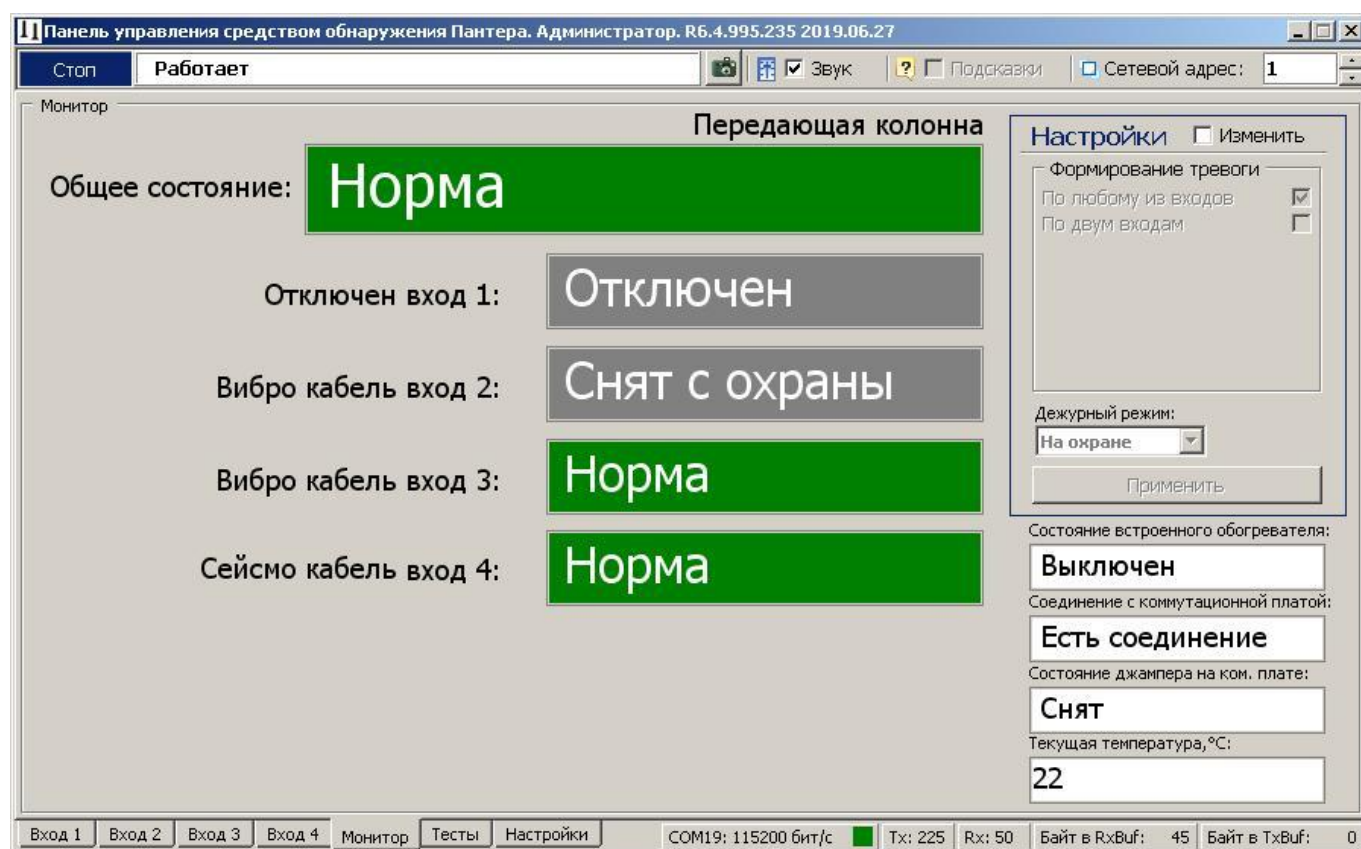 Панель управления средством обнаружения Пантера. Администратор. R6.4.995.235 2019.06.27
Стоп Работает Звук Подсказки Сетевой адрес: 1
Монитор
Передающая колонна
Общее состояние: Норма
Отключен вход 1: Отключен
Вибро кабель вход 2: Снят с охраны
Вибро кабель вход 3: Норма
Сейсмо кабель вход 4: Норма
Настройки Изменить
Формирование тревоги
По любому из входов
По двум входам
Дежурный режим:
На охране
Применить
Состояние встроенного обогревателя:
Выключен
Соединение с коммутационной платой:
Есть соединение
Состояние джампера на ком. плате:
Снят
Текущая температура,°C:
22
Вход 1 Вход 2 Вход 3 Вход 4 Монитор Тесты Настройки COM19: 115200 бит/с Tx: 225 Rx: 50 Байт в RxBuf: 45 Байт в TxBuf: 0